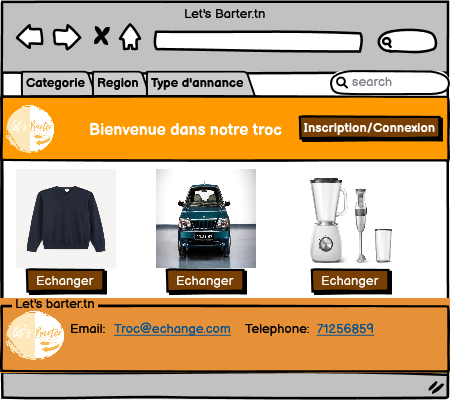 Let's Barter.tn
Categorie Region Type d'annance
search
Let's Barter
Bienvenue dans notre troc
Inscription/Connexion
Echanger Echanger Echanger
Let's barter.tn
Let's Barter
Email: Troc@echange.com Telephone: 71256859